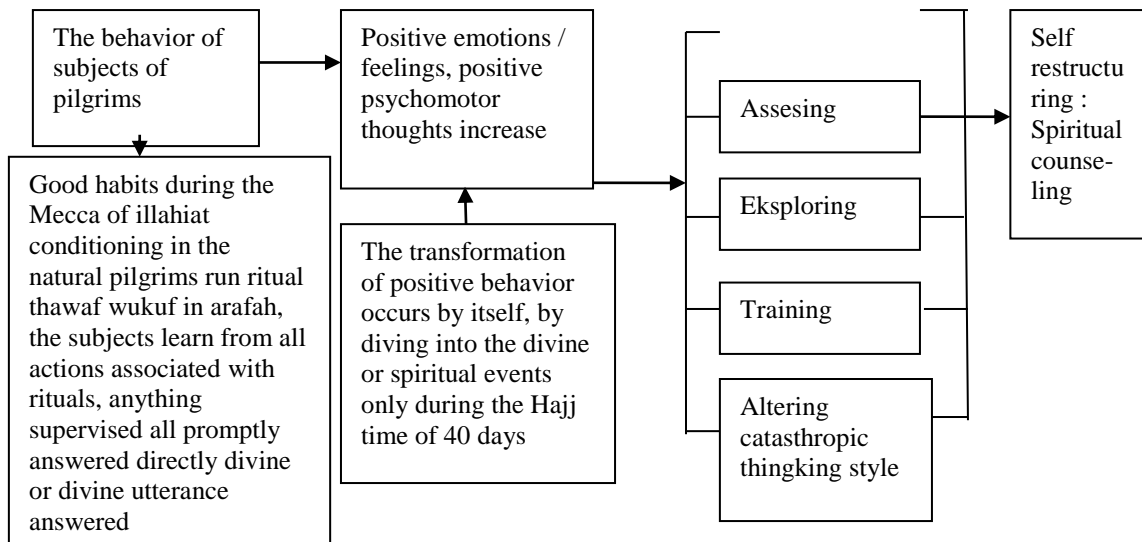 The behavior of
subjects of
pilgrims
Good habits during the
Mecca of illahiat
conditioning in the
natural pilgrims run ritual
thawaf wukuf in arafah,
the subjects learn from all
actions associated with
rituals, anything
supervised all promptly
answered directly divine
or divine utterance
answered
Positive emotions /
feelings, positive
psychomotor
thoughts increase
The transformation
of positive behavior
occurs by itself, by
diving into the divine
or spiritual events
only during the Hajj
time of 40 days
Assesing
Eksploring
Training
Altering
catasthropic
thingking style
Self
restructu
ring :
Spiritual
counse-
ling